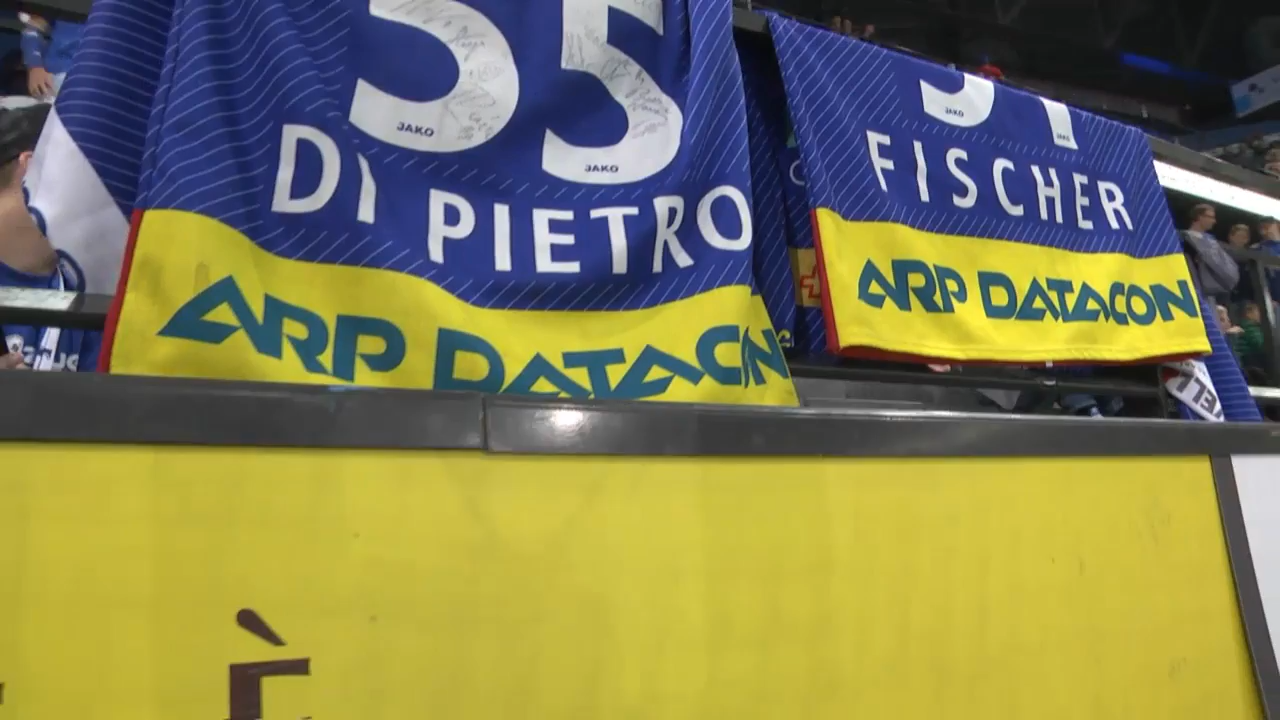 55
JAKO JAKO
DI PIETRO
ARP DATACON
JAKO JAKO
FISCHER
ARP DATACON
È